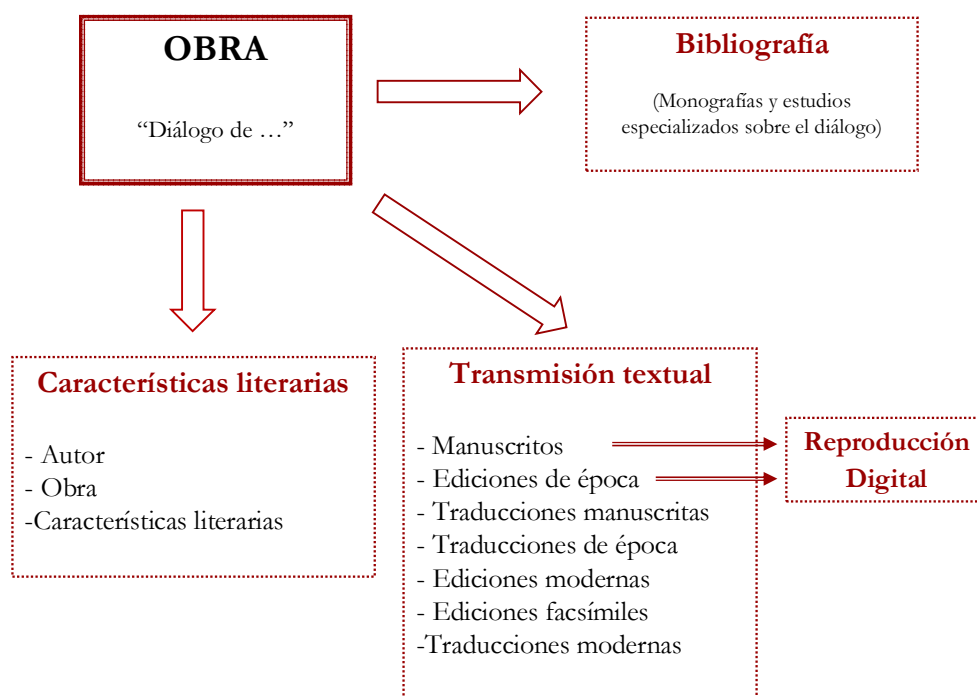 OBRA
“Diálogo de …”
Bibliografía
(Monografías y estudios
especializados sobre el diálogo)
Características literarias
- Autor
- Obra
-Características literarias
Transmisión textual
- Manuscritos
- Ediciones de época
- Traducciones manuscritas
- Traducciones de época
- Ediciones modernas
- Ediciones facsímiles
-Traducciones modernas
Reproducción
Digital